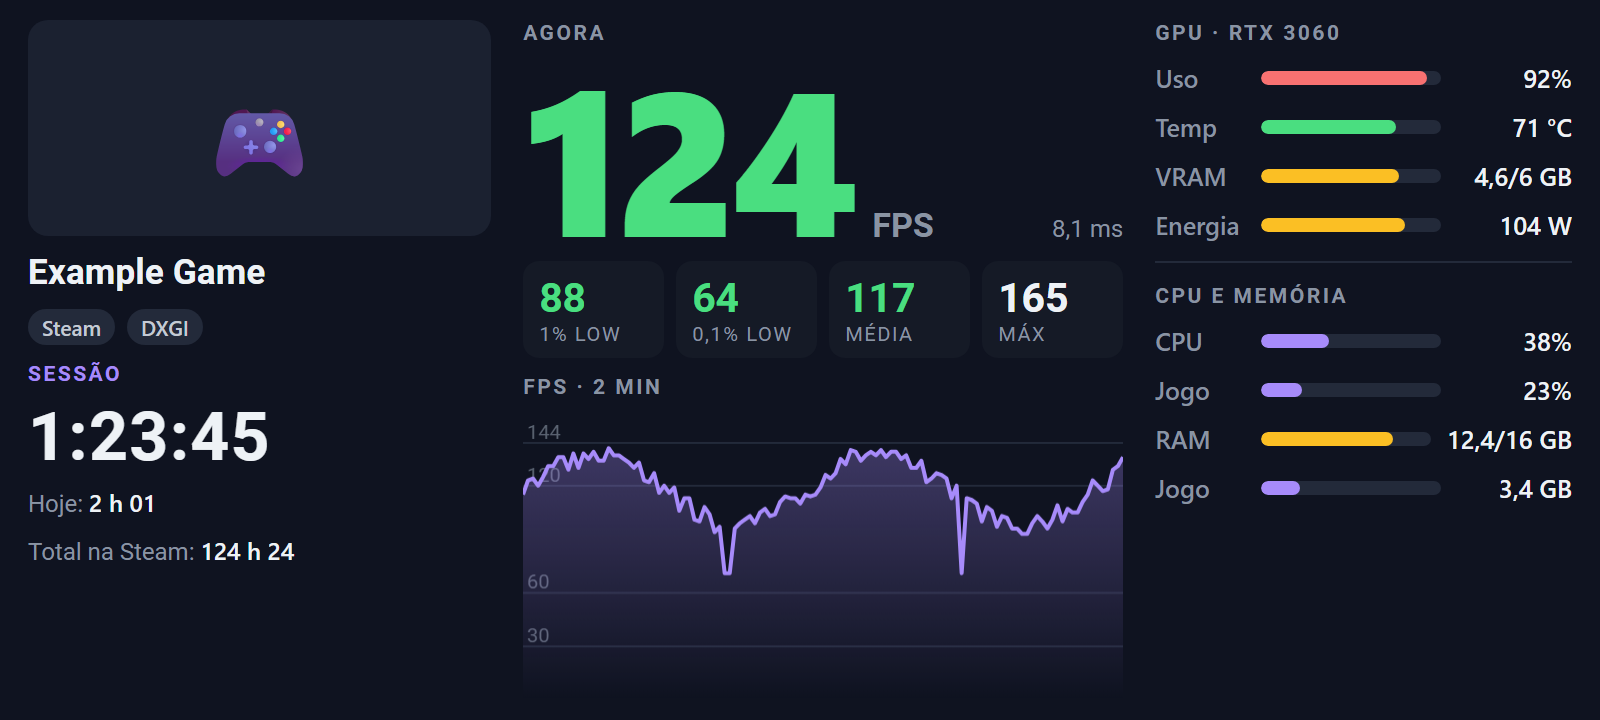 Example Game
Steam
DXGI
SESSÃO
1:23:45
Hoje: 2 h 01
Total na Steam: 124 h 24
AGORA
124 FPS
8,1 ms
88
1% LOW
64
0,1% LOW
117
MÉDIA
165
MÁX
FPS · 2 MIN
144
120
60
30
GPU · RTX 3060
Uso 92%
Temp 71 °C
VRAM 4,6/6 GB
Energia 104 W
CPU E MEMÓRIA
CPU 38%
Jogo 23%
RAM 12,4/16 GB
Jogo 3,4 GB